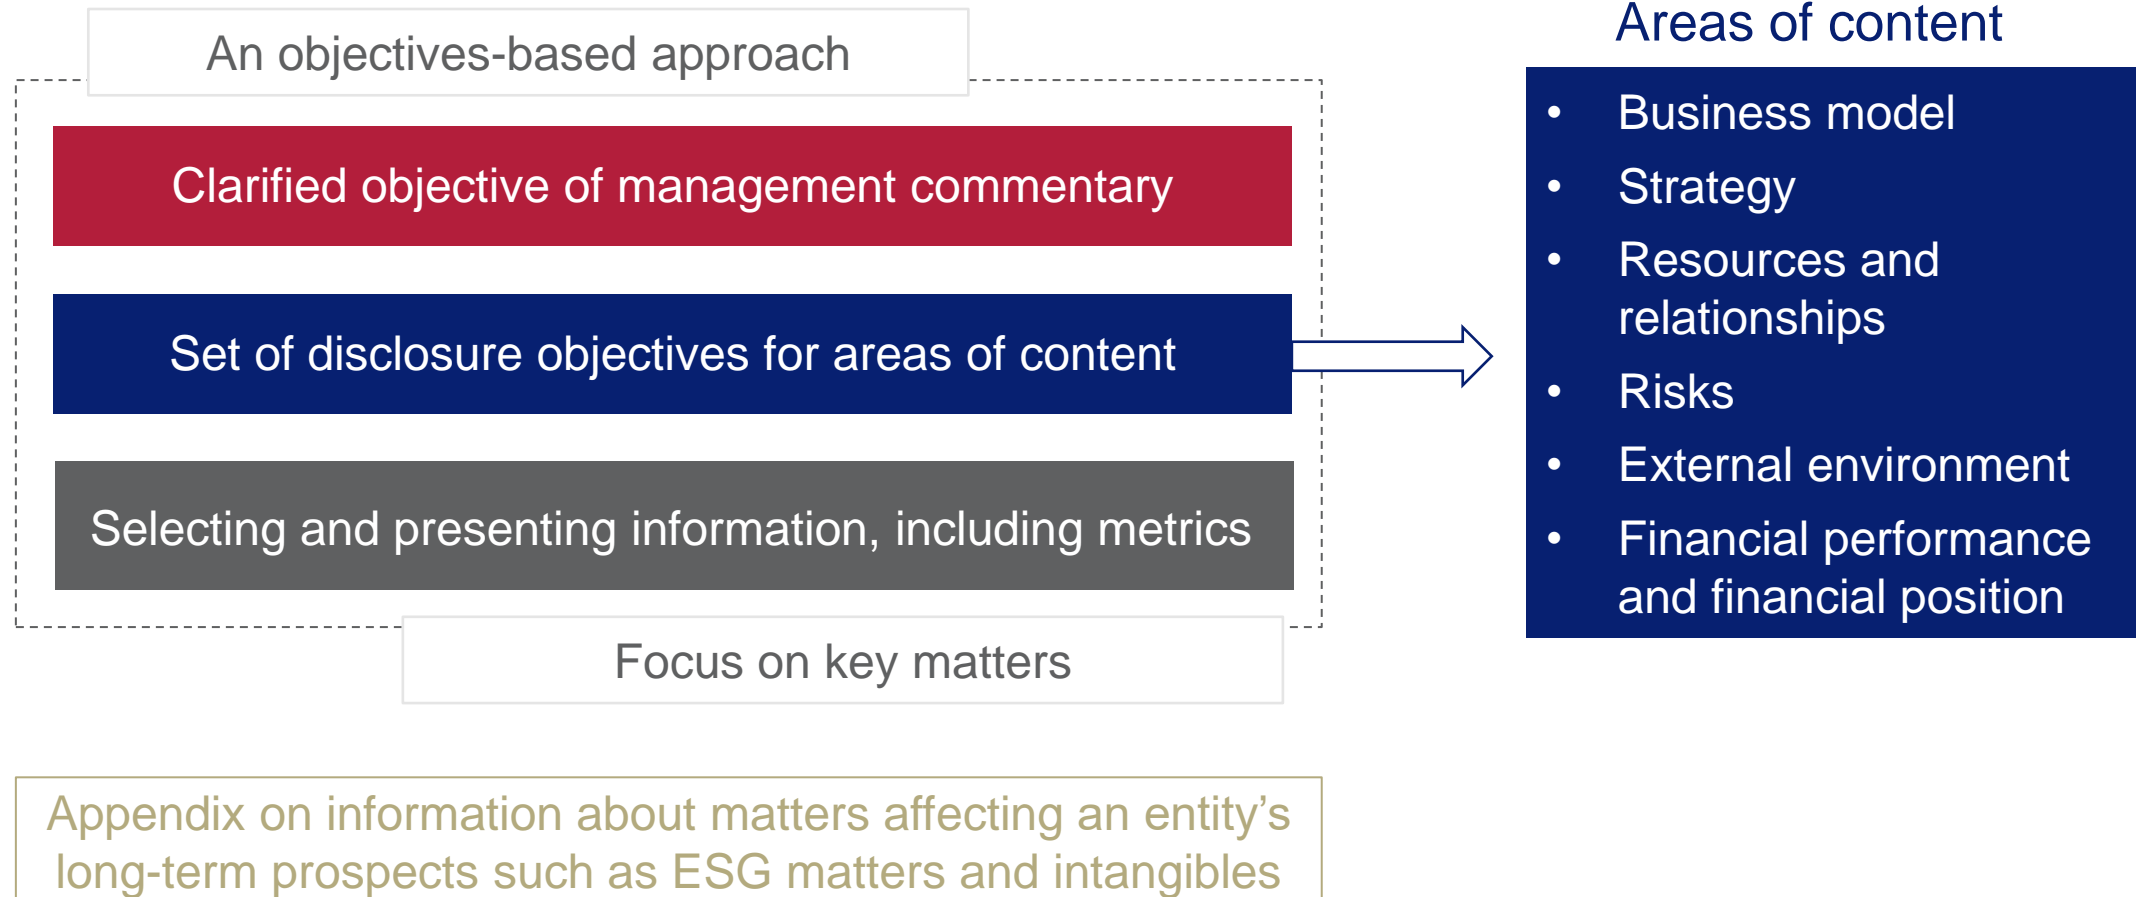 An objectives-based approach
Clarified objective of management commentary
Set of disclosure objectives for areas of content
Selecting and presenting information, including metrics
Focus on key matters
Appendix on information about matters affecting an entity’s
long-term prospects such as ESG matters and intangibles
Areas of content
• Business model
• Strategy
• Resources and
relationships
• Risks
• External environment
• Financial performance
and financial position